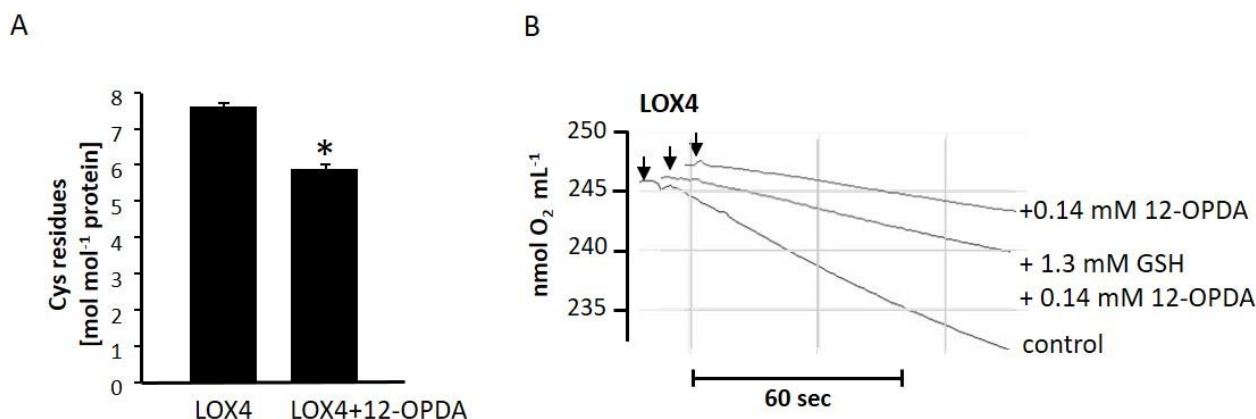 A
B
8
7
6
5
4
3
2
1
0
Cys residues
[mol mol⁻¹ protein]
*
LOX4
LOX4+12-OPDA
LOX4
250
245
240
235
nmol O₂ mL⁻¹
+0.14 mM 12-OPDA
+ 1.3 mM GSH
+ 0.14 mM 12-OPDA
control
60 sec